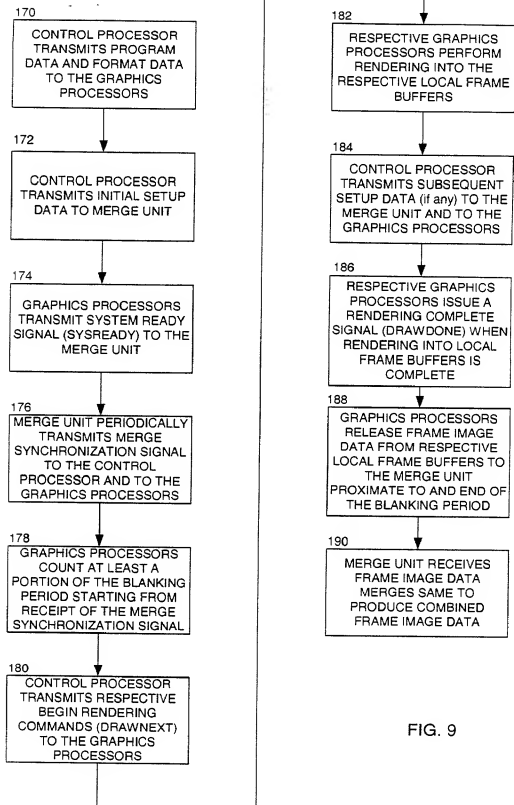 170
CONTROL PROCESSOR
TRANSMITS PROGRAM
DATA AND FORMAT DATA
TO THE GRAPHICS
PROCESSORS
172
CONTROL PROCESSOR
TRANSMITS INITIAL SETUP
DATA TO MERGE UNIT
174
GRAPHICS PROCESSORS
TRANSMIT SYSTEM READY
SIGNAL (SYSREADY) TO THE
MERGE UNIT
176
MERGE UNIT PERIODICALLY
TRANSMITS MERGE
SYNCHRONIZATION SIGNAL
TO THE CONTROL
PROCESSOR AND TO THE
GRAPHICS PROCESSORS
178
GRAPHICS PROCESSORS
COUNT AT LEAST A
PORTION OF THE BLANKING
PERIOD STARTING FROM
RECEIPT OF THE MERGE
SYNCHRONIZATION SIGNAL
180
CONTROL PROCESSOR
TRANSMITS RESPECTIVE
BEGIN RENDERING
COMMANDS (DRAWNEXT)
TO THE GRAPHICS
PROCESSORS
182
RESPECTIVE GRAPHICS
PROCESSORS PERFORM
RENDERING INTO THE
RESPECTIVE LOCAL FRAME
BUFFERS
184
CONTROL PROCESSOR
TRANSMITS SUBSEQUENT
SETUP DATA (if any) TO THE
MERGE UNIT AND TO THE
GRAPHICS PROCESSORS
186
RESPECTIVE GRAPHICS
PROCESSORS ISSUE A
RENDERING COMPLETE
SIGNAL (DRAWDONE) WHEN
RENDERING INTO LOCAL
FRAME BUFFERS IS
COMPLETE
188
GRAPHICS PROCESSORS
RELEASE FRAME IMAGE
DATA FROM RESPECTIVE
LOCAL FRAME BUFFERS TO
THE MERGE UNIT
PROXIMATE TO AND END OF
THE BLANKING PERIOD
190
MERGE UNIT RECEIVES
FRAME IMAGE DATA
MERGES SAME TO
PRODUCE COMBINED
FRAME IMAGE DATA
FIG. 9